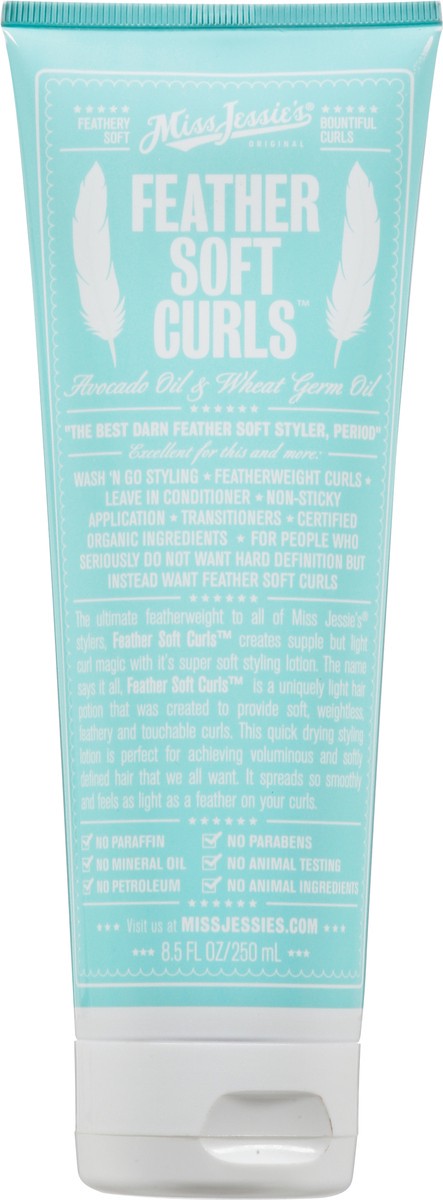 ★★★★★ Miss Jessie's® ★★★★★
FEATHERY SOFT ORIGINAL BOUNTIFUL CURLS
FEATHER
SOFT
CURLS™
Avocado Oil & Wheat Germ Oil
★★★★★★
"THE BEST DARN FEATHER SOFT STYLER, PERIOD"
Excellent for this and more:
WASH 'N GO STYLING ★ FEATHERWEIGHT CURLS ★
LEAVE IN CONDITIONER ★ NON-STICKY
APPLICATION ★ TRANSITIONERS ★ CERTIFIED
ORGANIC INGREDIENTS ★ FOR PEOPLE WHO
SERIOUSLY DO NOT WANT HARD DEFINITION BUT
INSTEAD WANT FEATHER SOFT CURLS
★★★★★★
The ultimate featherweight to all of Miss Jessie's®
stylers, Feather Soft Curls™ creates supple but light
curl magic with it's super soft styling lotion. The name
says it all, Feather Soft Curls™ is a uniquely light hair
potion that was created to provide soft, weightless,
feathery and touchable curls. This quick drying styling
lotion is perfect for achieving voluminous and softly
defined hair that we all want. It spreads so smoothly
and feels as light as a feather on your curls.
★★★★★★
NO PARAFFIN NO PARABENS
NO MINERAL OIL NO ANIMAL TESTING
NO PETROLEUM NO ANIMAL INGREDIENTS
★★★ Visit us at MISSJESSIES.COM ★★★
★★★ 8.5 FL OZ/250 mL ★★★